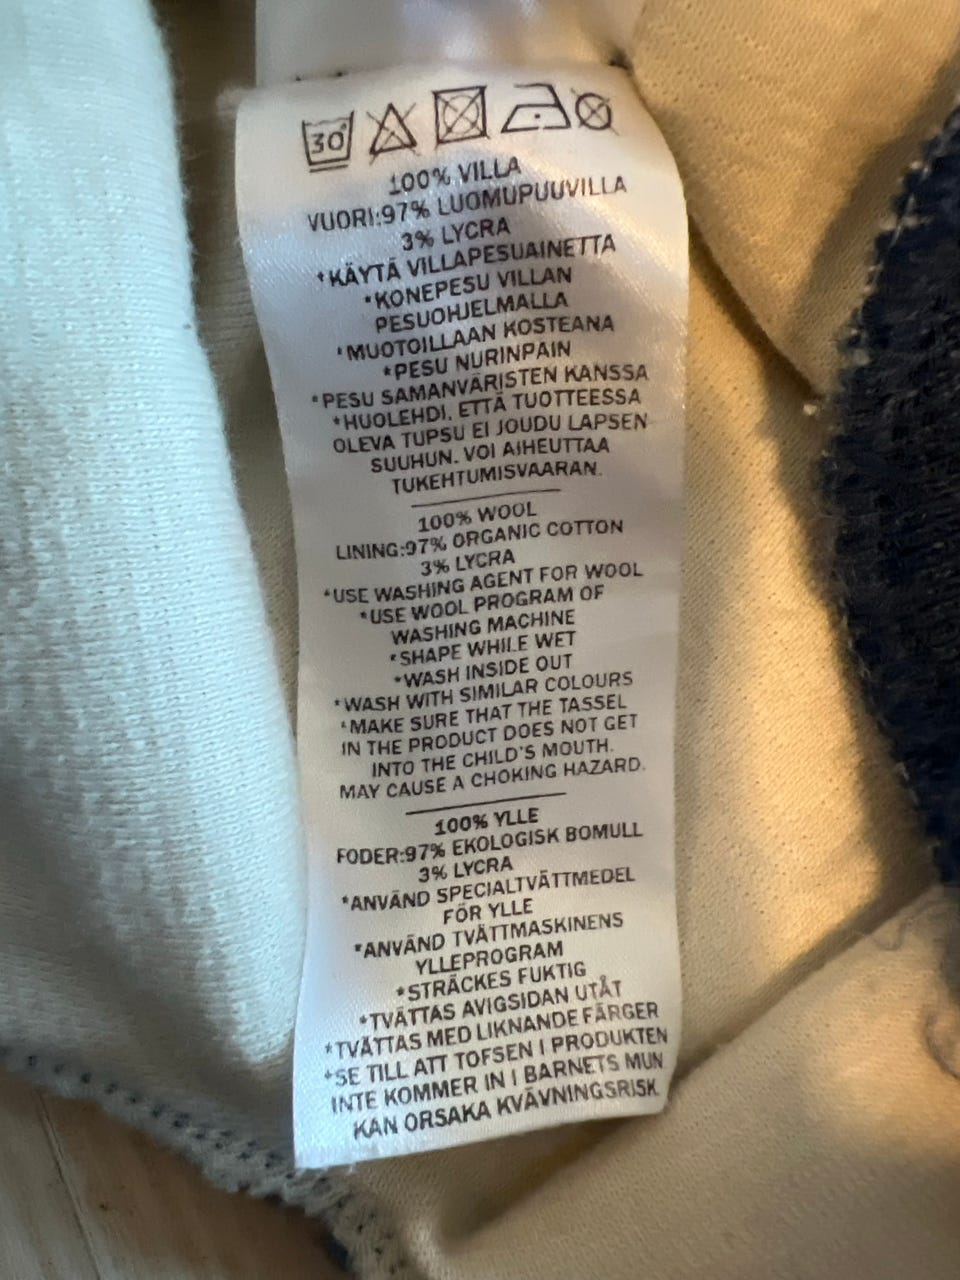 30°
100% VILLA
VUORI:97% LUOMUPUUVILLA
3% LYCRA
*KÄYTÄ VILLAPESUAINETTA
*KONEPESU VILLAN
PESUOHJELMALLA
*MUOTOILLAAN KOSTEANA
*PESU NURINPAIN
*PESU SAMANVÄRISTEN KANSSA
*HUOLEHDI, ETTÄ TUOTTEESSA
OLEVA TUPSU EI JOUDU LAPSEN
SUUHUN. VOI AIHEUTTAA
TUKEHTUMISVAARAN.
100% WOOL
LINING:97% ORGANIC COTTON
3% LYCRA
*USE WASHING AGENT FOR WOOL
*USE WOOL PROGRAM OF
WASHING MACHINE
*SHAPE WHILE WET
*WASH INSIDE OUT
*WASH WITH SIMILAR COLOURS
*MAKE SURE THAT THE TASSEL
IN THE PRODUCT DOES NOT GET
INTO THE CHILD'S MOUTH.
MAY CAUSE A CHOKING HAZARD.
100% YLLE
FODER:97% EKOLOGISK BOMULL
3% LYCRA
*ANVÄND SPECIALTVÄTTMEDEL
FÖR YLLE
*ANVÄND TVÄTTMASKINENS
YLLEPROGRAM
*STRÄCKES FUKTIG
*TVÄTTAS AVIGSIDAN UTÅT
*TVÄTTAS MED LIKNANDE FÄRGER
*SE TILL ATT TOFSEN I PRODUKTEN
INTE KOMMER IN I BARNETS MUN
KAN ORSAKA KVÄVNINGSRISK